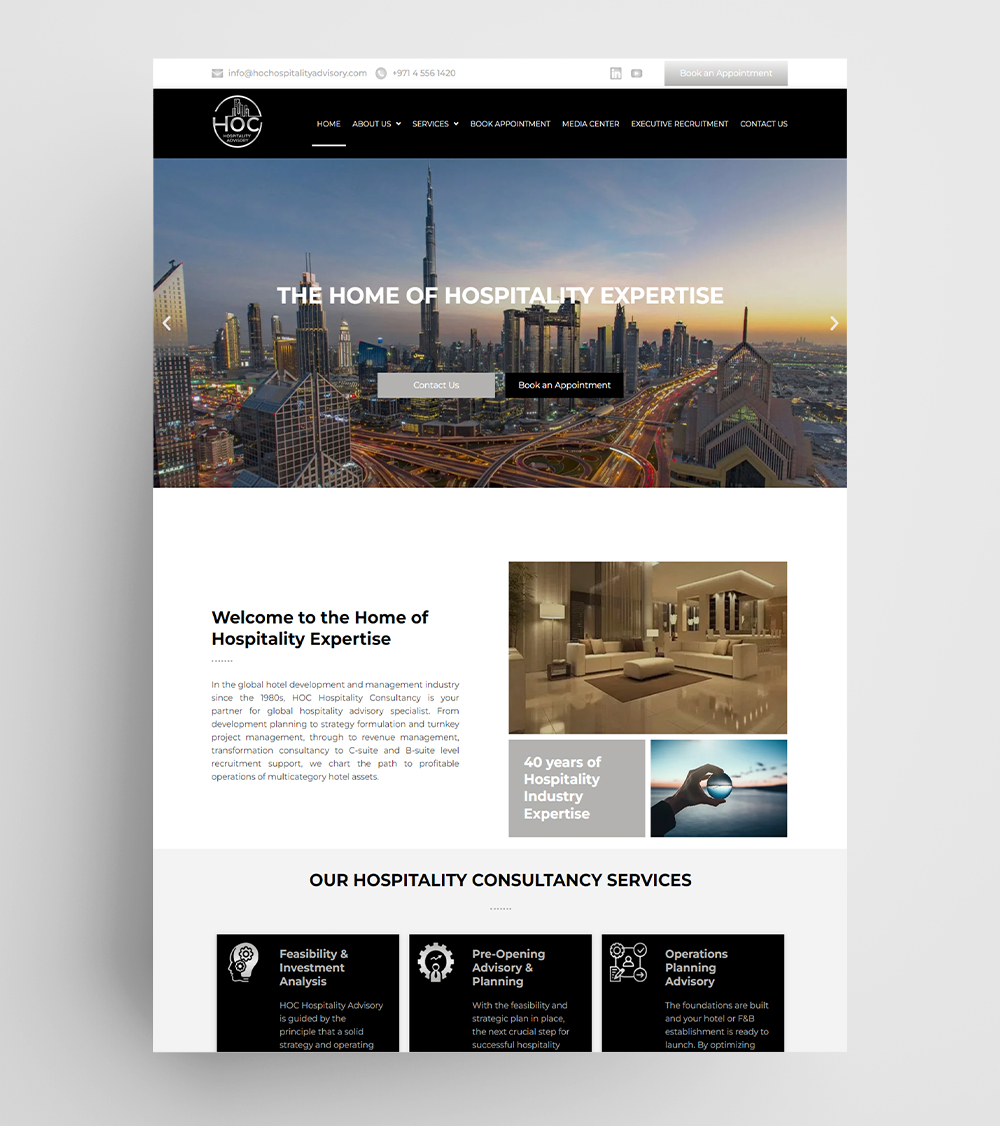 info@hochospitalityadvisory.com +971 4 556 1420 Book an Appointment
HOC
HOSPITALITY
ADVISORY
HOME ABOUT US SERVICES BOOK APPOINTMENT MEDIA CENTER EXECUTIVE RECRUITMENT CONTACT US
THE HOME OF HOSPITALITY EXPERTISE
Contact Us Book an Appointment
Welcome to the Home of
Hospitality Expertise
In the global hotel development and management industry
since the 1980s, HOC Hospitality Consultancy is your
partner for global hospitality advisory specialist. From
development planning to strategy formulation and turnkey
project management, through to revenue management,
transformation consultancy to C-suite and B-suite level
recruitment support, we chart the path to profitable
operations of multicategory hotel assets.
40 years of
Hospitality
Industry
Expertise
OUR HOSPITALITY CONSULTANCY SERVICES
Feasibility &
Investment
Analysis
HOC Hospitality Advisory
is guided by the
principle that a solid
strategy and operating
Pre-Opening
Advisory &
Planning
With the feasibility and
strategic plan in place,
the next crucial step for
successful hospitality
Operations
Planning
Advisory
The foundations are built
and your hotel or F&B
establishment is ready to
launch. By optimizing